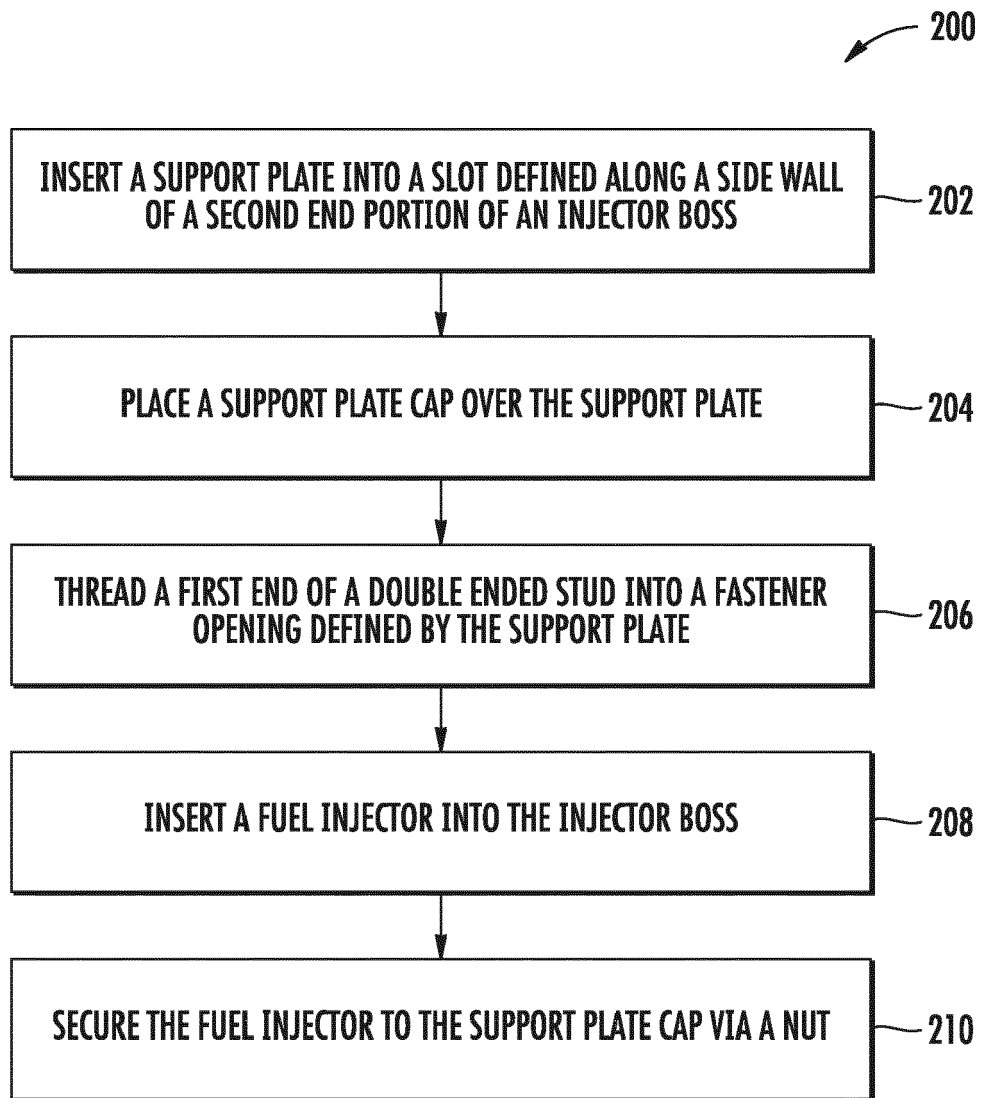 200
INSERT A SUPPORT PLATE INTO A SLOT DEFINED ALONG A SIDE WALL
OF A SECOND END PORTION OF AN INJECTOR BOSS
202
PLACE A SUPPORT PLATE CAP OVER THE SUPPORT PLATE
204
THREAD A FIRST END OF A DOUBLE ENDED STUD INTO A FASTENER
OPENING DEFINED BY THE SUPPORT PLATE
206
INSERT A FUEL INJECTOR INTO THE INJECTOR BOSS
208
SECURE THE FUEL INJECTOR TO THE SUPPORT PLATE CAP VIA A NUT
210